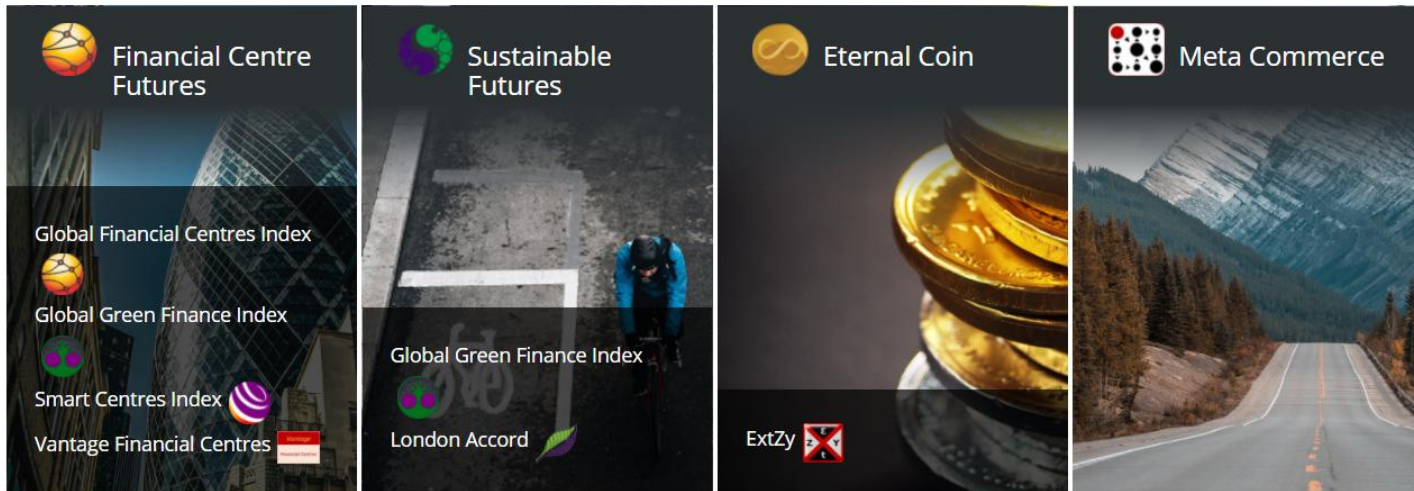 Financial Centre
Futures
Global Financial Centres Index
Global Green Finance Index
Smart Centres Index
Vantage Financial Centres
Sustainable
Futures
Global Green Finance Index
London Accord
Eternal Coin
ExtZy
Meta Commerce